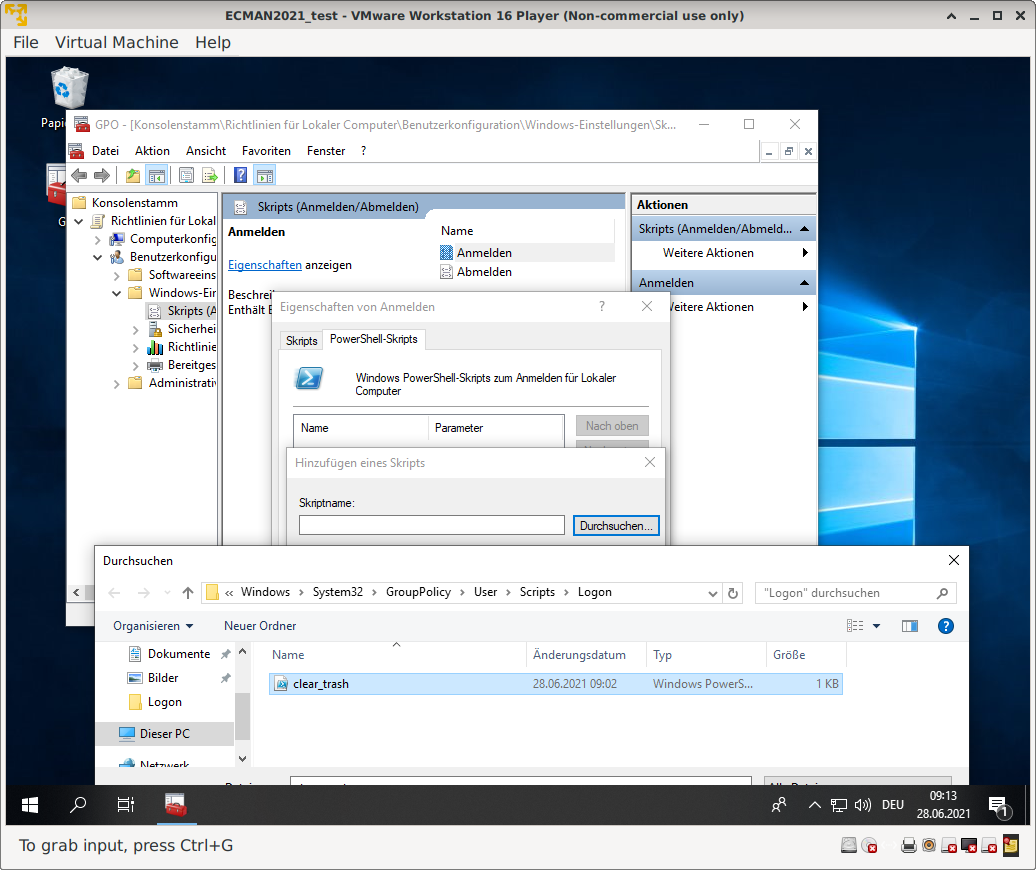 ECMAN2021_test - VMware Workstation 16 Player (Non-commercial use only)
File Virtual Machine Help
GPO - [Konsolenstamm\Richtlinien für Lokaler Computer\Benutzerkonfiguration\Windows-Einstellungen\Sk...
Datei Aktion Ansicht Favoriten Fenster ?
Konsolenstamm
Richtlinien für Lokal
Computerkonfig
Benutzerkonfigu
Softwareeins
Windows-Ein
Skripts (A
Sicherhei
Richtlinie
Bereitges
Administrativ
Skripts (Anmelden/Abmelden)
Anmelden
Eigenschaften anzeigen
Beschrei
Enthält
Name
Anmelden
Abmelden
Aktionen
Skripts (Anmelden/Abmeld...
Weitere Aktionen
Anmelden
Weitere Aktionen
Eigenschaften von Anmelden ?
Skripts PowerShell-Skripts
Windows PowerShell-Skripts zum Anmelden für Lokaler
Computer
Name Parameter
Nach oben
Hinzufügen eines Skripts
Skriptname:
Durchsuchen...
Durchsuchen
« Windows > System32 > GroupPolicy > User > Scripts > Logon
"Logon" durchsuchen
Organisieren Neuer Ordner
Dokumente
Bilder
Logon
Dieser PC
Netzwerk
Name Änderungsdatum Typ Größe
clear_trash 28.06.2021 09:02 Windows PowerS... 1 KB
DEU
09:13
28.06.2021
1
To grab input, press Ctrl+G